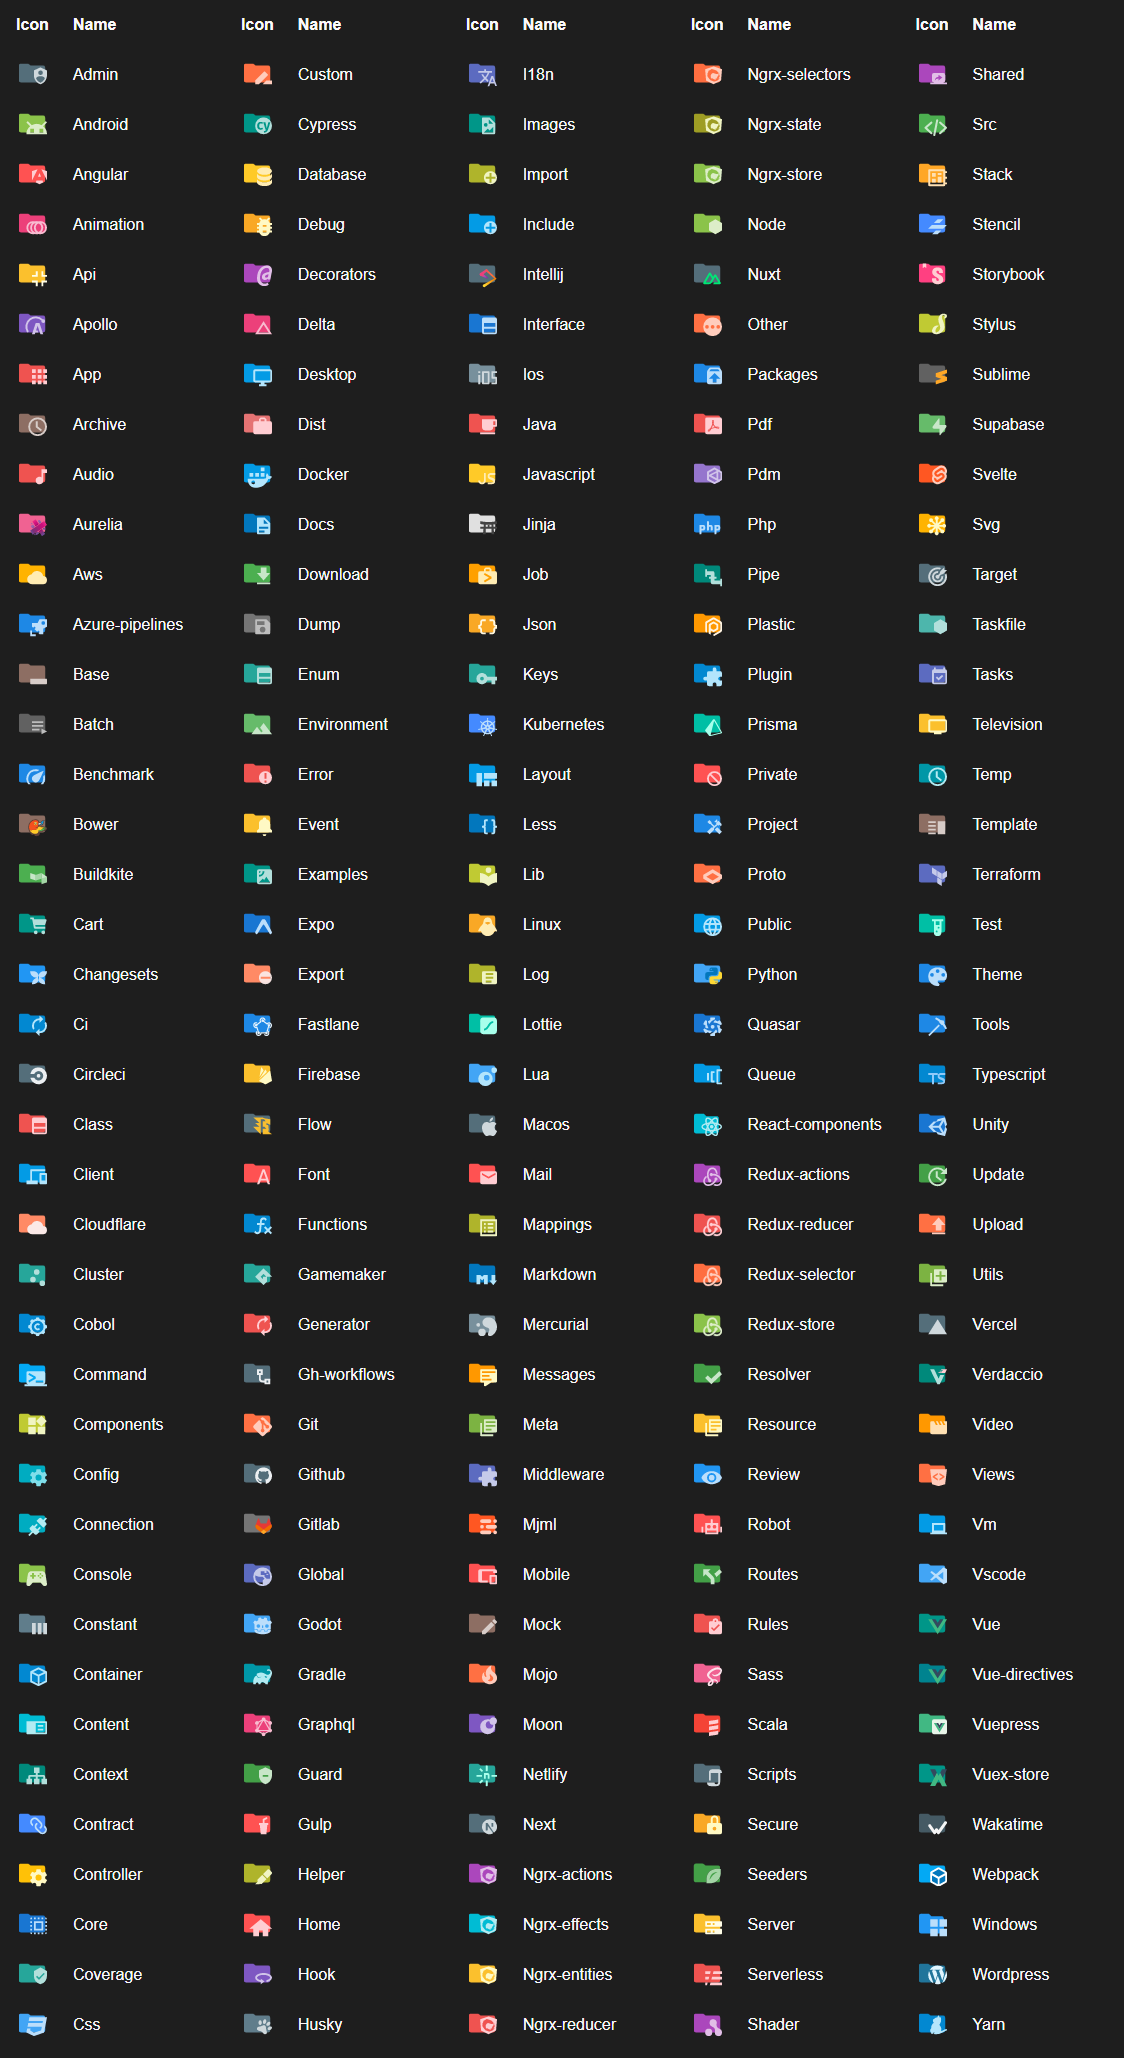 Icon Name Icon Name Icon Name Icon Name Icon Name
Admin Custom I18n Ngrx-selectors Shared
Android Cypress Images Ngrx-state Src
Angular Database Import Ngrx-store Stack
Animation Debug Include Node Stencil
Api Decorators Intellij Nuxt Storybook
Apollo Delta Interface Other Stylus
App Desktop Ios Packages Sublime
Archive Dist Java Pdf Supabase
Audio Docker Javascript Pdm Svelte
Aurelia Docs Jinja Php Svg
Aws Download Job Pipe Target
Azure-pipelines Dump Json Plastic Taskfile
Base Enum Keys Plugin Tasks
Batch Environment Kubernetes Prisma Television
Benchmark Error Layout Private Temp
Bower Event Less Project Template
Buildkite Examples Lib Proto Terraform
Cart Expo Linux Public Test
Changesets Export Log Python Theme
Ci Fastlane Lottie Quasar Tools
Circleci Firebase Lua Queue Typescript
Class Flow Macos React-components Unity
Client Font Mail Redux-actions Update
Cloudflare Functions Mappings Redux-reducer Upload
Cluster Gamemaker Markdown Redux-selector Utils
Cobol Generator Mercurial Redux-store Vercel
Command Gh-workflows Messages Resolver Verdaccio
Components Git Meta Resource Video
Config Github Middleware Review Views
Connection Gitlab Mjml Robot Vm
Console Global Mobile Routes Vscode
Constant Godot Mock Rules Vue
Container Gradle Mojo Sass Vue-directives
Content Graphql Moon Scala Vuepress
Context Guard Netlify Scripts Vuex-store
Contract Gulp Next Secure Wakatime
Controller Helper Ngrx-actions Seeders Webpack
Core Home Ngrx-effects Server Windows
Coverage Hook Ngrx-entities Serverless Wordpress
Css Husky Ngrx-reducer Shader Yarn